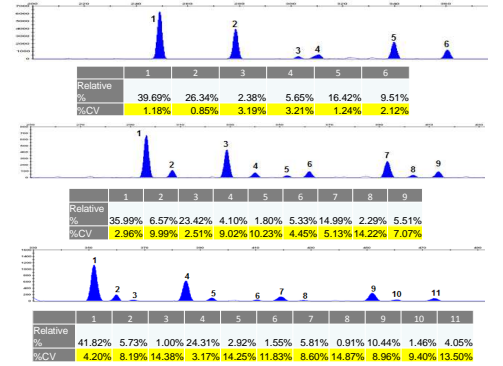 1
2
3
4
5
6
1 2 3 4 5 6
Relative
% 39.69% 26.34% 2.38% 5.65% 16.42% 9.51%
%CV 1.18% 0.85% 3.19% 3.21% 1.24% 2.12%
1
2
3
4
5
6
7
8
9
1 2 3 4 5 6 7 8 9
Relative
% 35.99% 6.57% 23.42% 4.10% 1.80% 5.33% 14.99% 2.29% 5.51%
%CV 2.96% 9.99% 2.51% 9.02% 10.23% 4.45% 5.13% 14.22% 7.07%
1
2
3
4
5
6
7
8
9
10
11
1 2 3 4 5 6 7 8 9 10 11
Relative
% 41.82% 5.73% 1.00% 24.31% 2.92% 1.55% 5.81% 0.91% 10.44% 1.46% 4.05%
%CV 4.20% 8.19% 14.38% 3.17% 14.25% 11.83% 8.60% 14.87% 8.96% 9.40% 13.50%